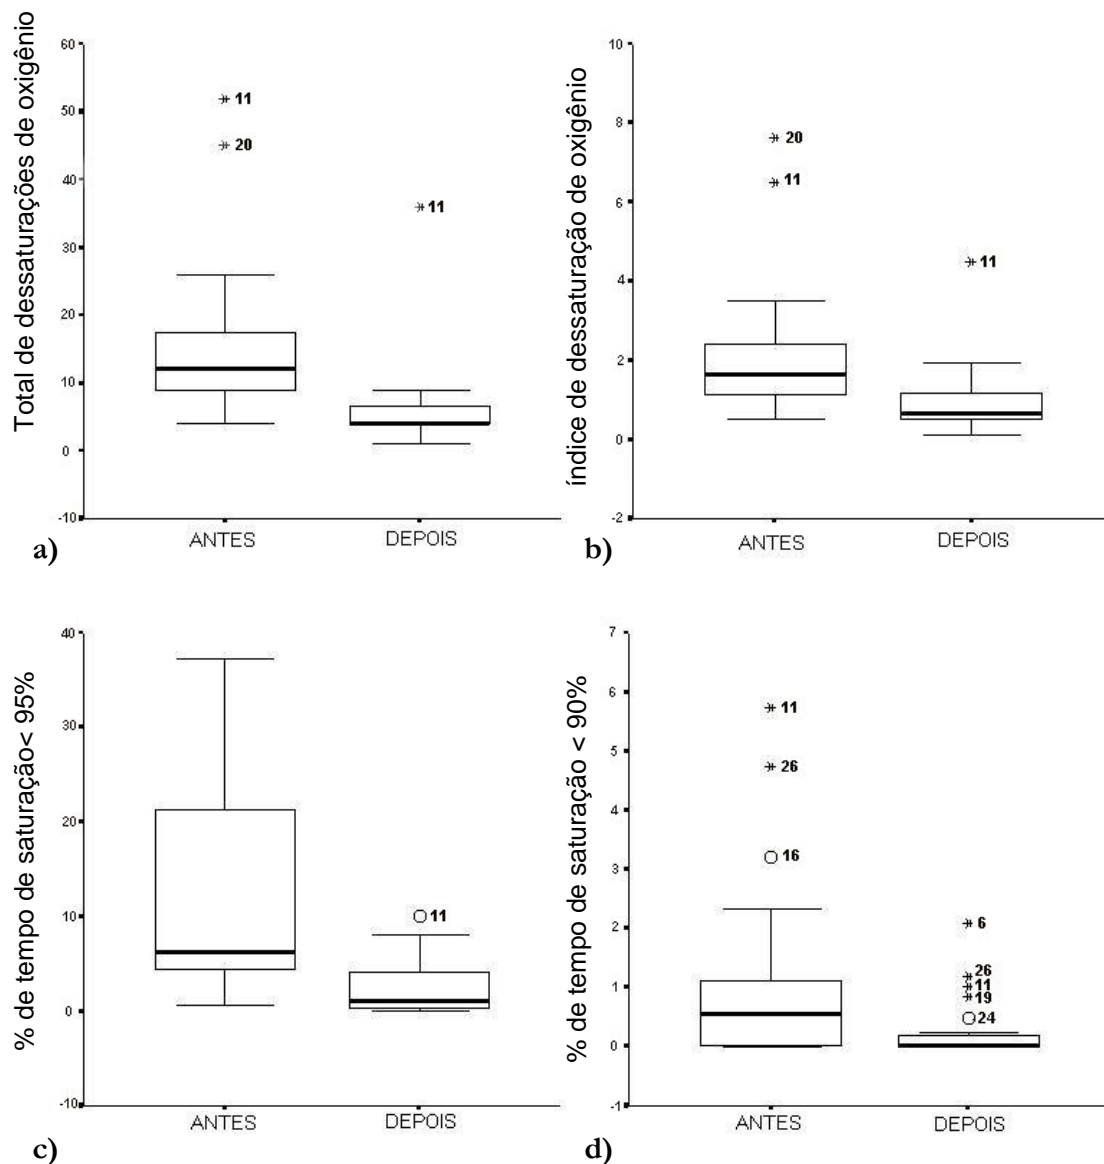 Total de dessaturações de oxigênio
60
50
40
30
20
10
0
-10
11
20
11
ANTES
DEPOIS
a)
índice de dessaturação de oxigênio
10
8
6
4
2
0
-2
20
11
11
ANTES
DEPOIS
b)
% de tempo de saturação< 95%
40
30
20
10
0
-10
11
ANTES
DEPOIS
c)
% de tempo de saturação < 90%
7
6
5
4
3
2
1
0
-1
11
26
16
6
26
11
19
24
ANTES
DEPOIS
d)